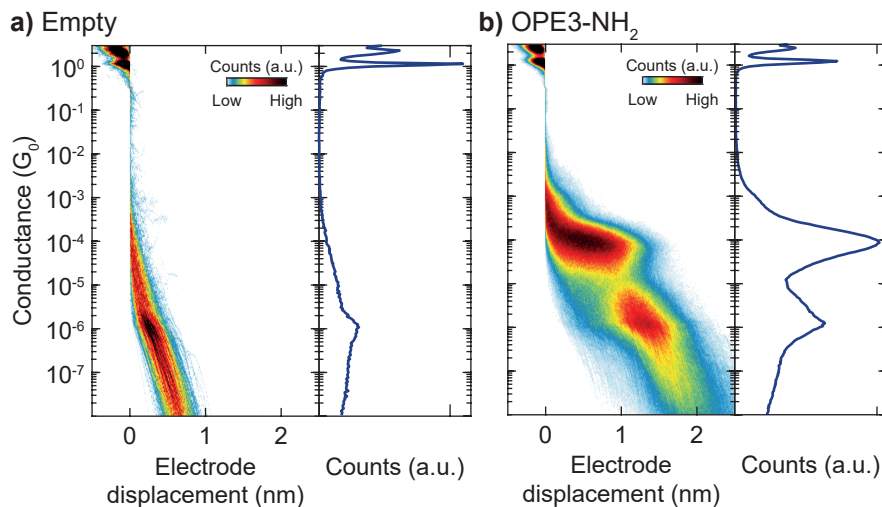 a) Empty
Counts (a.u.)
Low High
Conductance (G₀)
10⁰
10⁻¹
10⁻²
10⁻³
10⁻⁴
10⁻⁵
10⁻⁶
10⁻⁷
0 1 2
Electrode
displacement (nm)
Counts (a.u.)
b) OPE3-NH₂
Counts (a.u.)
Low High
0 1 2
Electrode
displacement (nm)
Counts (a.u.)